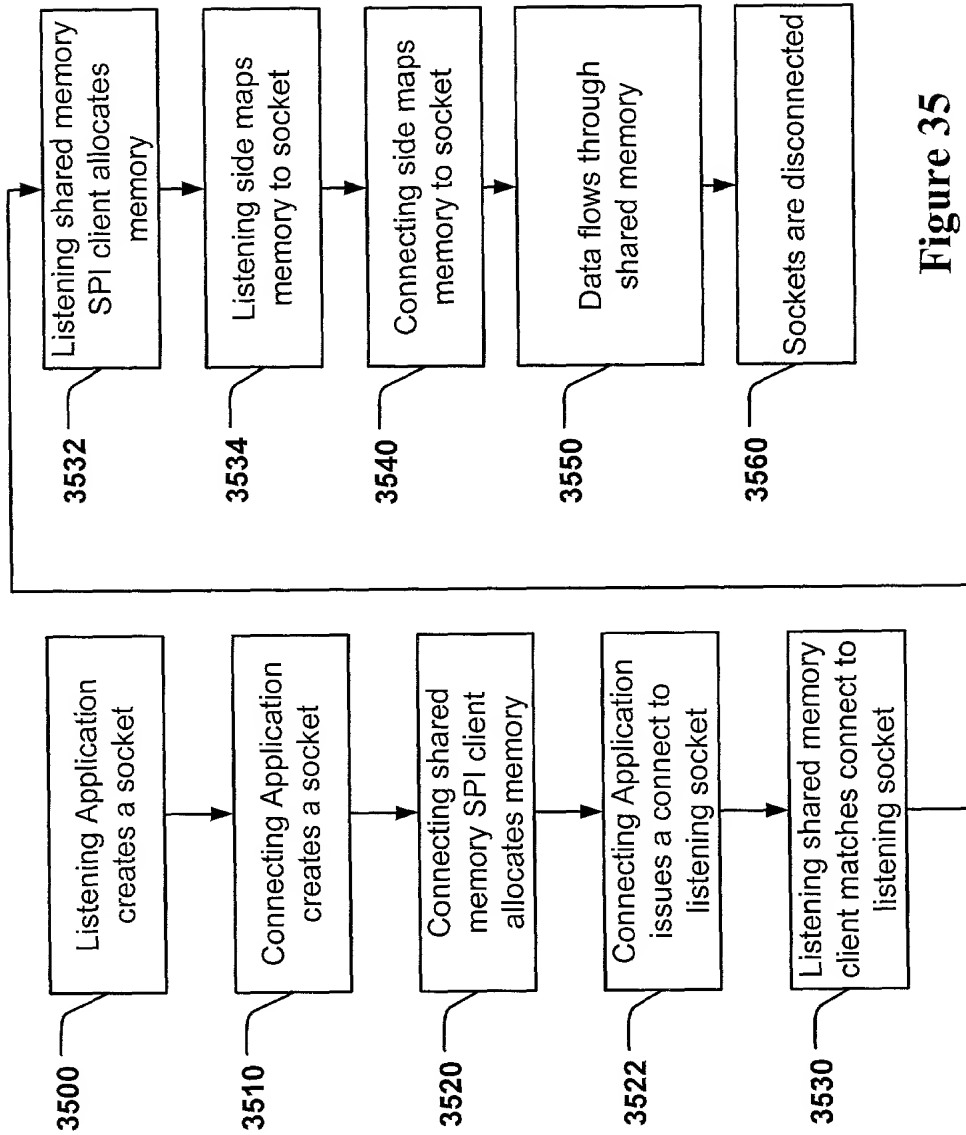 3500
Listening Application
creates a socket
3510
Connecting Application
creates a socket
3520
Connecting shared
memory SPI client
allocates memory
3522
Connecting Application
issues a connect to
listening socket
3530
Listening shared memory
client matches connect to
listening socket
3532
Listening shared memory
SPI client allocates
memory
3534
Listening side maps
memory to socket
3540
Connecting side maps
memory to socket
3550
Data flows through
shared memory
3560
Sockets are disconnected
Figure 35